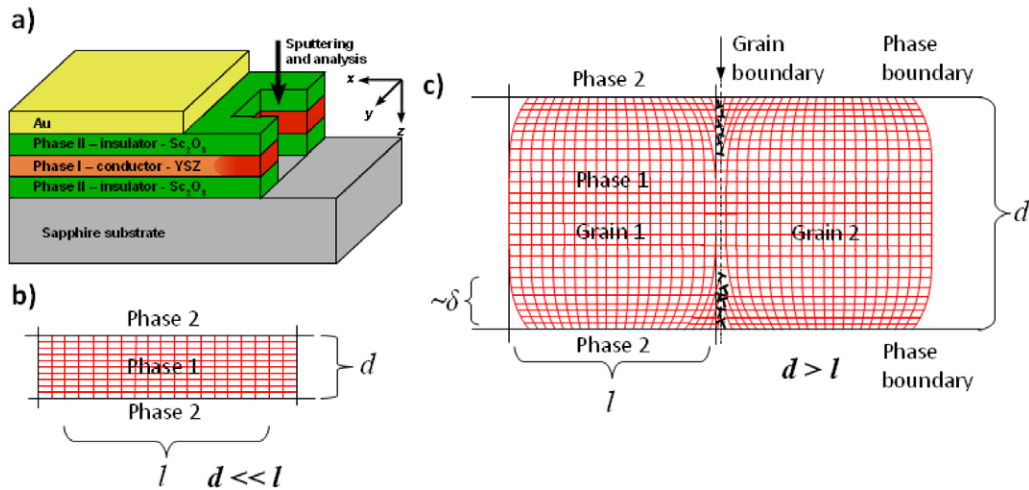 a)
Sputtering
and analysis
x
y
z
Au
Phase II – insulator - Sc₂O₃
Phase I – conductor - YSZ
Phase II – insulator - Sc₂O₃
Sapphire substrate
b)
Phase 2
Phase 1
d
Phase 2
l
d << l
c)
Phase 2
Grain
boundary
Phase
boundary
Phase 1
Grain 1
Grain 2
d
~δ
Phase 2
l
d > l
Phase
boundary